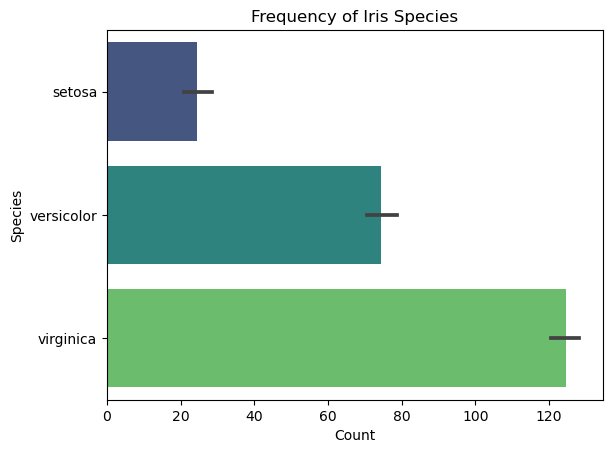 Frequency of Iris Species
setosa
versicolor
virginica
Species
0 20 40 60 80 100 120
Count